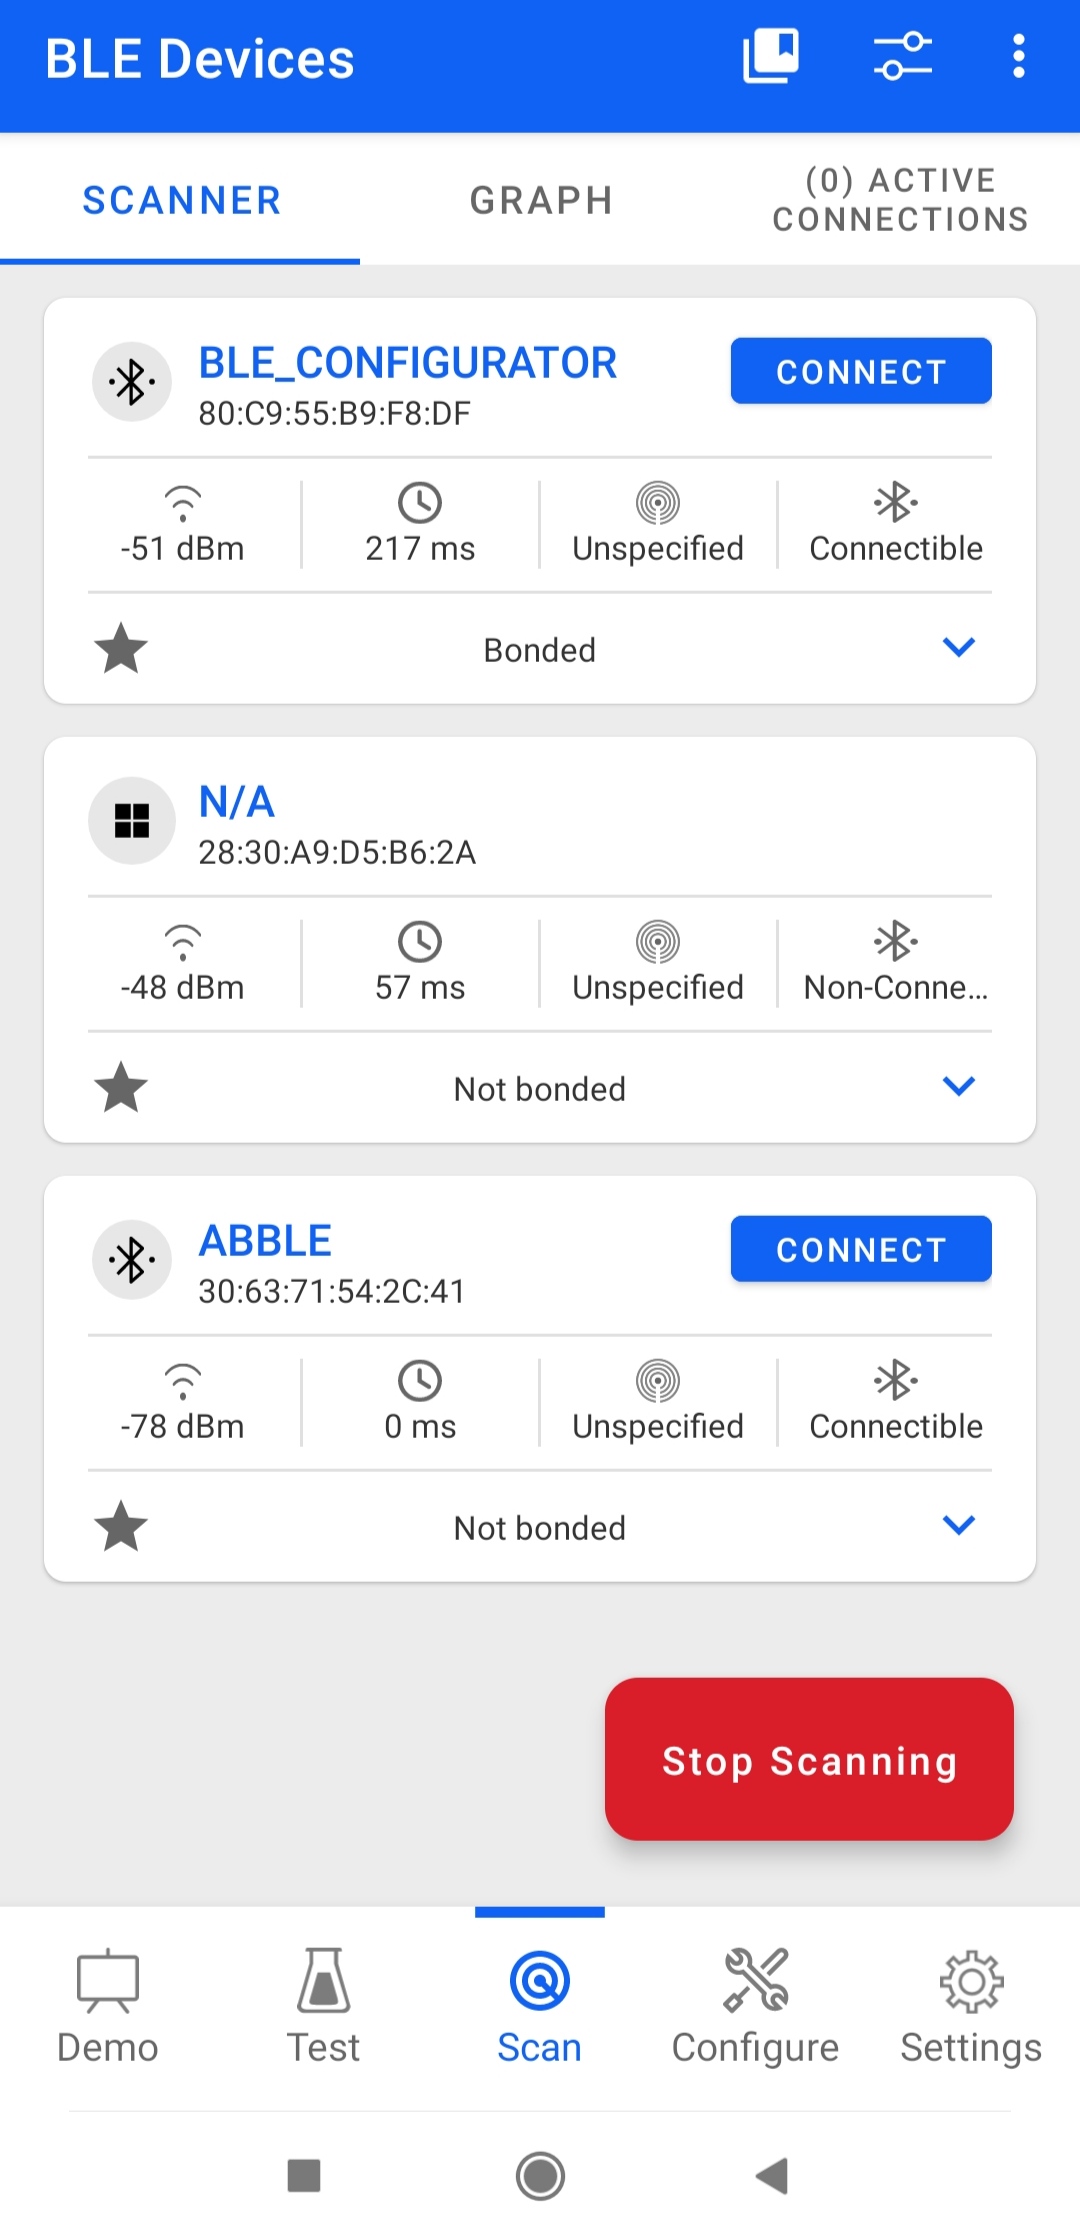 BLE Devices
SCANNER
GRAPH
(0) ACTIVE
CONNECTIONS
BLE_CONFIGURATOR
80:C9:55:B9:F8:DF
CONNECT
-51 dBm
217 ms
Unspecified
Connectible
Bonded
N/A
28:30:A9:D5:B6:2A
-48 dBm
57 ms
Unspecified
Non-Conne...
Not bonded
ABBLE
30:63:71:54:2C:41
CONNECT
-78 dBm
0 ms
Unspecified
Connectible
Not bonded
Stop Scanning
Demo
Test
Scan
Configure
Settings